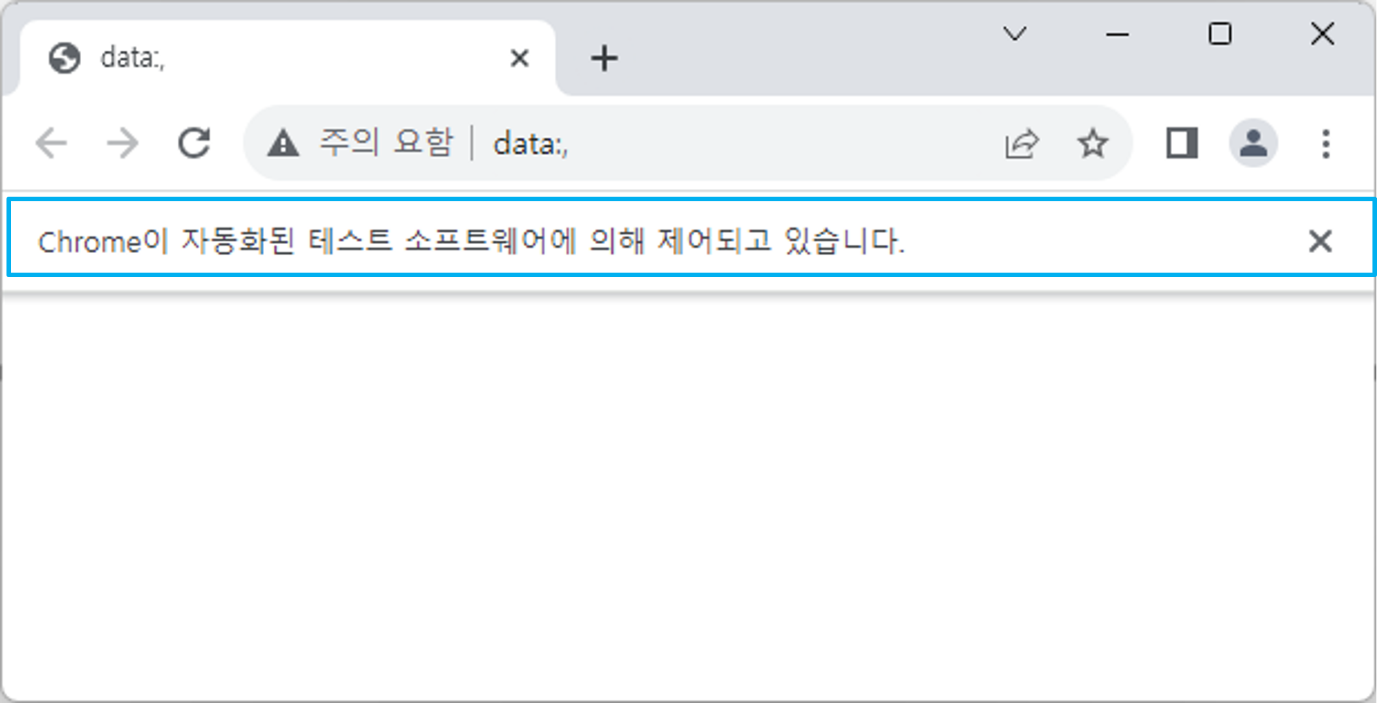 data:,
주의 요함 data:,
Chrome이 자동화된 테스트 소프트웨어에 의해 제어되고 있습니다.